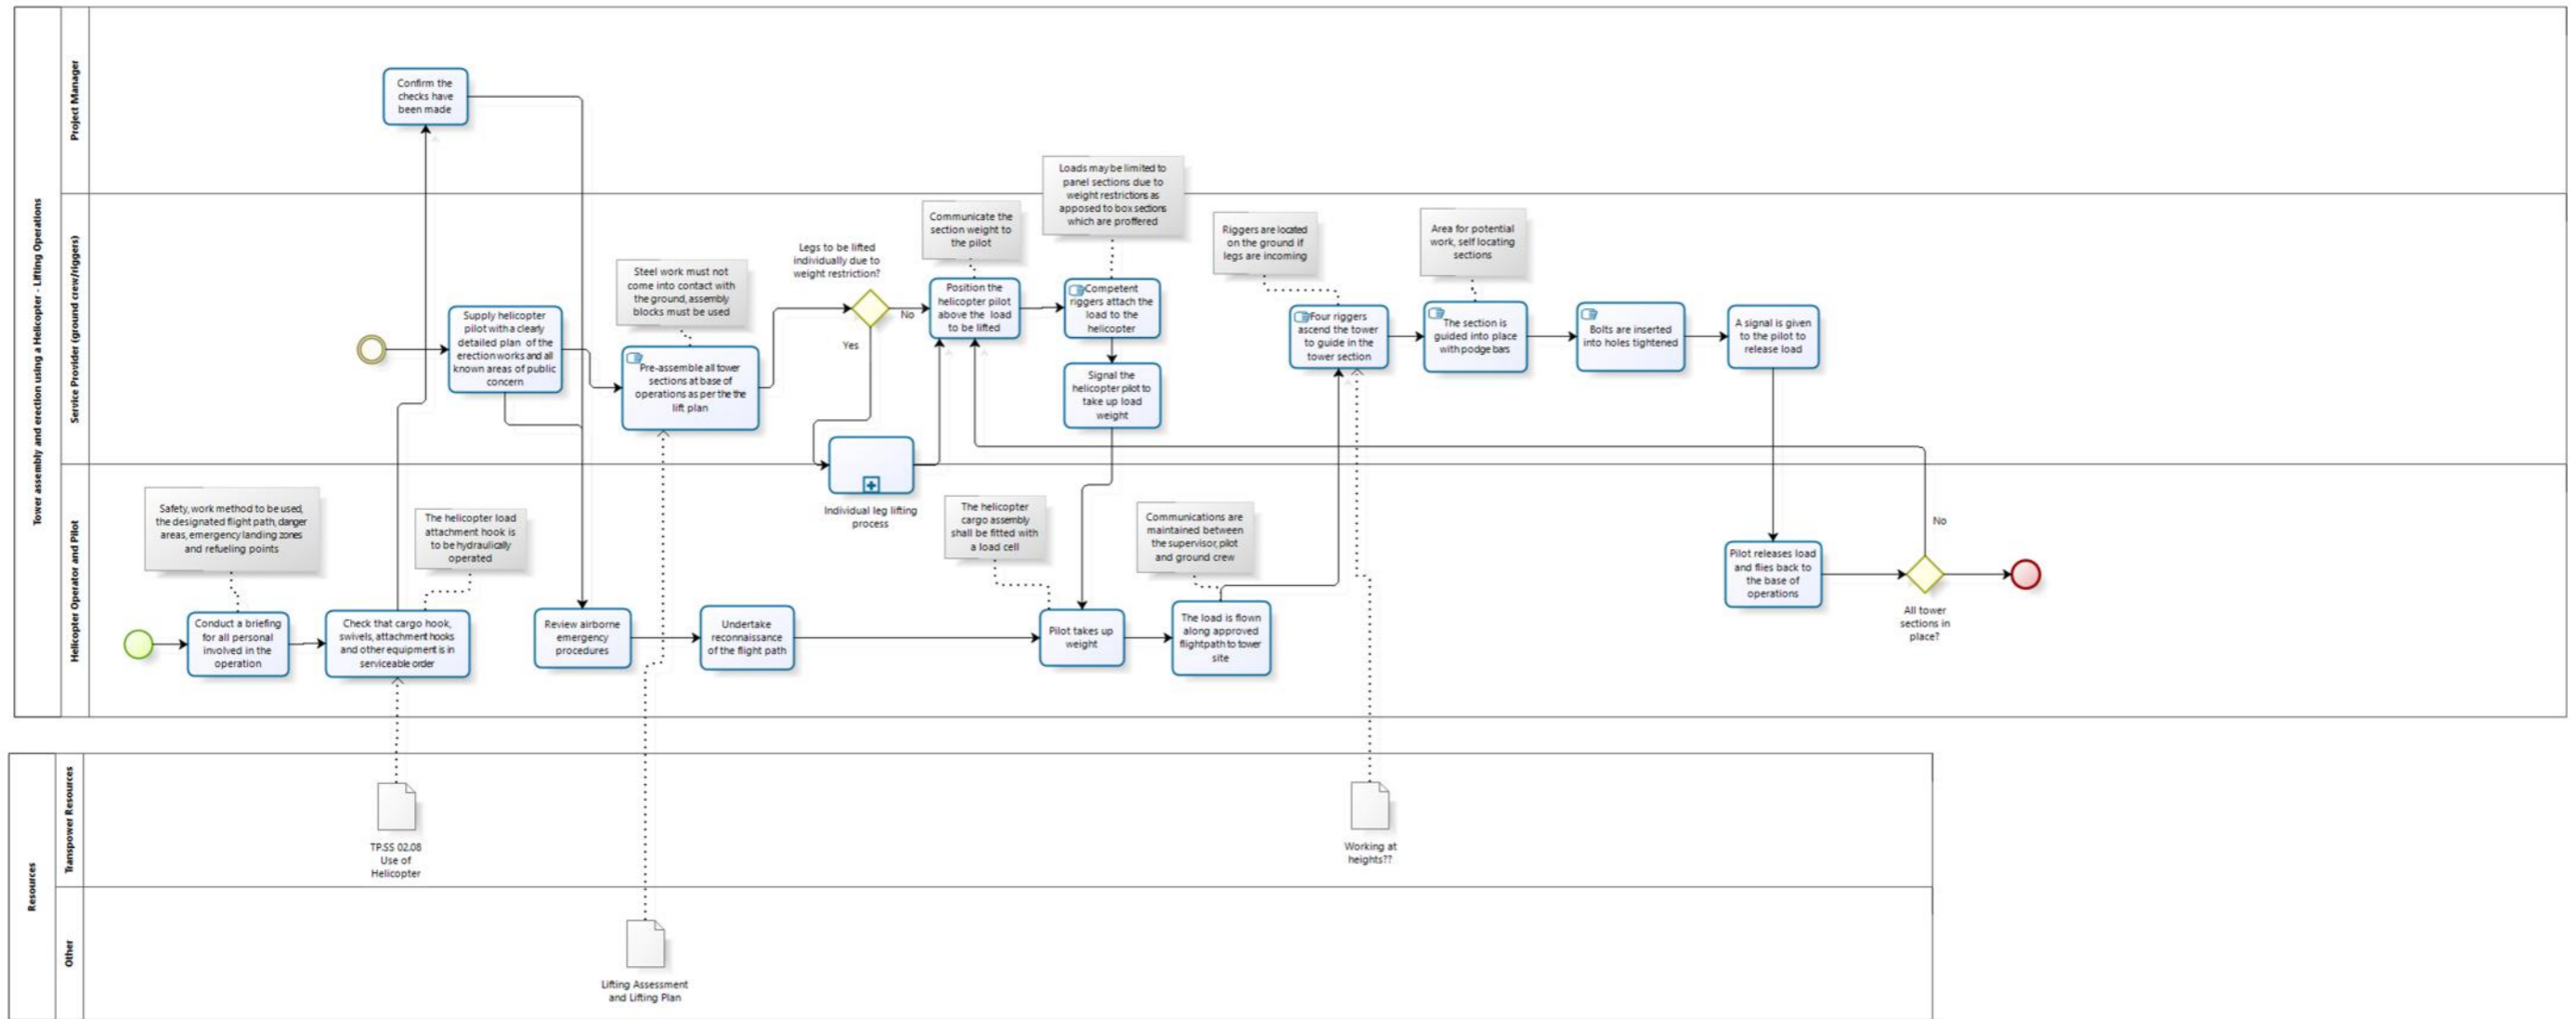 Tower assembly and erection using a Helicopter - Lifting Operations
Project Manager
Confirm the
checks have
been made
Service Provider (ground crew/riggers)
Supply helicopter
pilot with a clearly
detailed plan of the
erection works and all
known areas of public
concern
Steel work must not
come into contact with
the ground, assembly
blocks must be used
Pre-assemble all tower
sections at base of
operations as per the the
lift plan
Legs to be lifted
individually due to
weight restriction?
No
Yes
Individual leg lifting
process
Communicate the
section weight to
the pilot
Position the
helicopter pilot
above the load
to be lifted
Loads may be limited to
panel sections due to
weight restrictions as
apposed to box sections
which are proffered
Competent
riggers attach the
load to the
helicopter
Signal the
helicopter pilot to
take up load
weight
Riggers are located
on the ground if
legs are incoming
Four riggers
ascend the tower
to guide in the
tower section
Area for potential
work, self locating
sections
The section is
guided into place
with podge bars
Bolts are inserted
into holes tightened
A signal is given
to the pilot to
release load
Helicopter Operator and Pilot
Safety, work method to be used,
the designated flight path, danger
areas, emergency landing zones
and refueling points
Conduct a briefing
for all personal
involved in the
operation
The helicopter load
attachment hook is
to be hydraulically
operated
Check that cargo hook,
swivels, attachment hooks
and other equipment is in
serviceable order
Review airborne
emergency
procedures
Undertake
reconnaissance
of the flight path
The helicopter
cargo assembly
shall be fitted with
a load cell
Pilot takes up
weight
Communications are
maintained between
the supervisor, pilot
and ground crew
The load is flown
along approved
flightpath to tower
site
Pilot releases load
and flies back to
the base of
operations
No
All tower
sections in
place?
Resources
Transpower Resources
TP.SS 02.08
Use of
Helicopter
Working at
heights??
Other
Lifting Assessment
and Lifting Plan